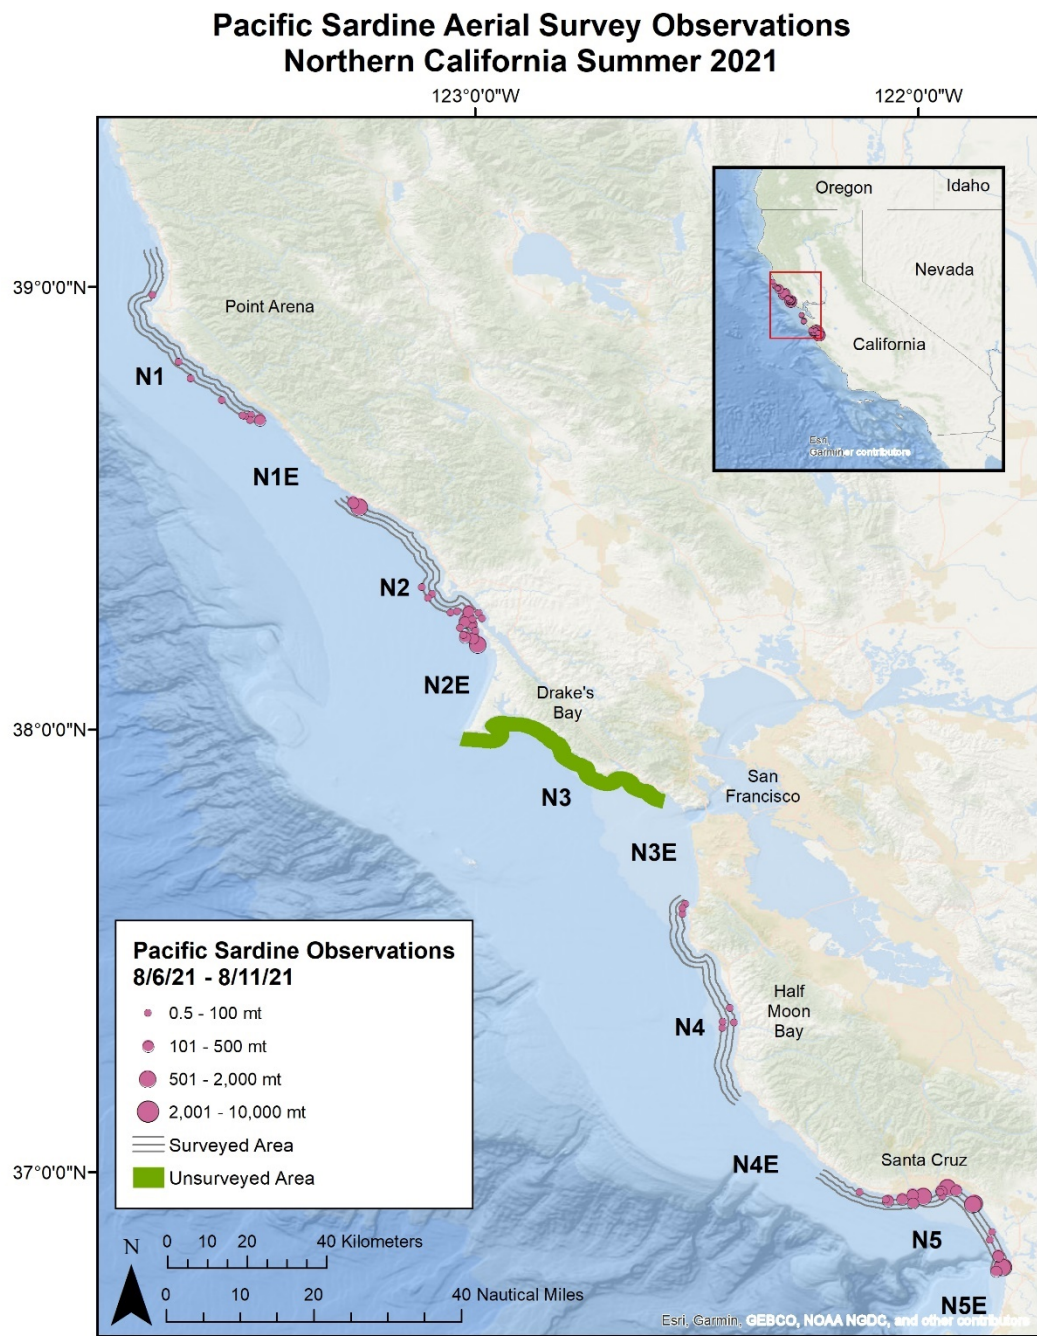 Pacific Sardine Aerial Survey Observations
Northern California Summer 2021
123°0'0"W
122°0'0"W
Oregon
Idaho
Nevada
California
Esri,
Garmin
er contributors
39°0'0"N
Point Arena
N1
N1E
N2
N2E
Drake's
Bay
38°0'0"N
N3
San
Francisco
N3E
Pacific Sardine Observations
8/6/21 - 8/11/21
0.5 - 100 mt
101 - 500 mt
501 - 2,000 mt
2,001 - 10,000 mt
Surveyed Area
Unsurveyed Area
Half
Moon
Bay
N4
37°0'0"N
N4E
Santa Cruz
N5
N5E
N
0 10 20 40 Kilometers
0 10 20 40 Nautical Miles
Esri, Garmin, GEBCO, NOAA NGDC, and other contributors